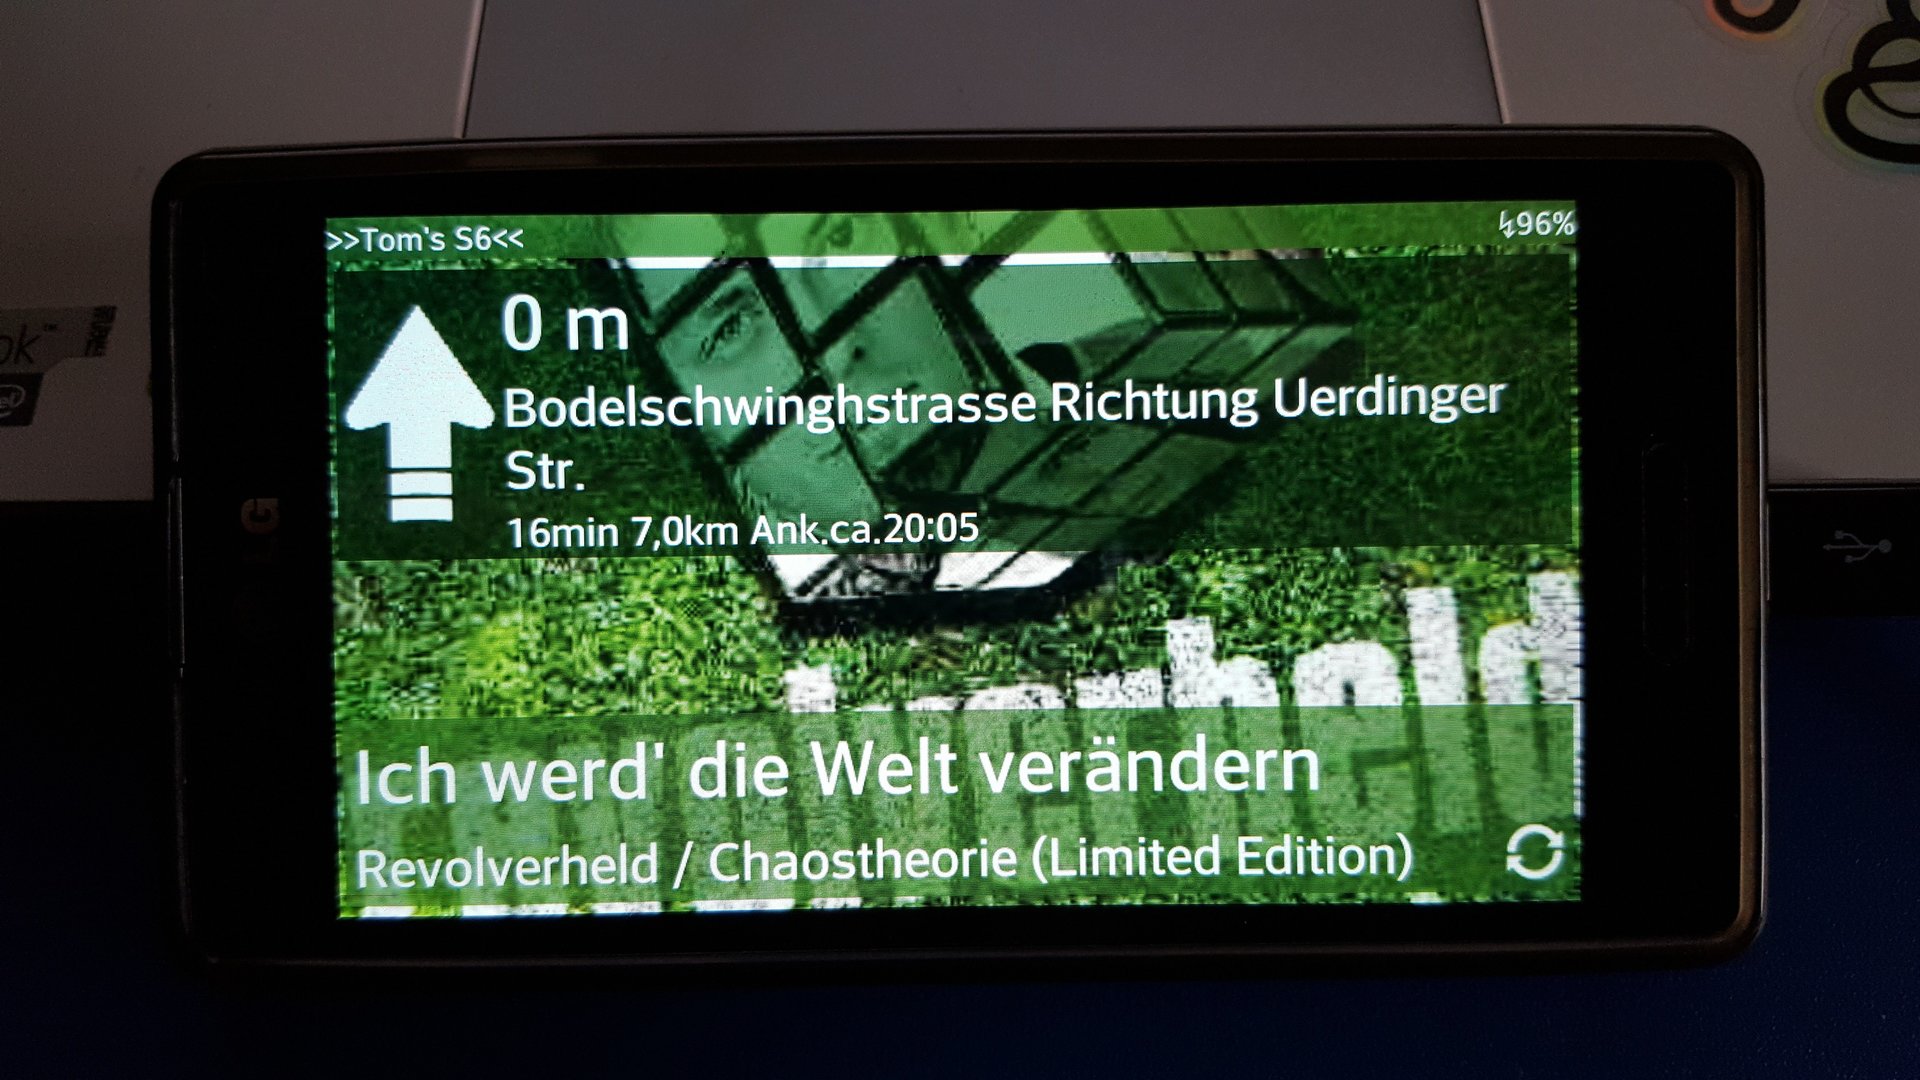 >>Tom's S6<<
↯96%
0 m
Bodelschwinghstrasse Richtung Uerdinger
Str.
16min 7,0km Ank.ca.20:05
Ich werd' die Welt verändern
Revolverheld / Chaostheorie (Limited Edition)
LG